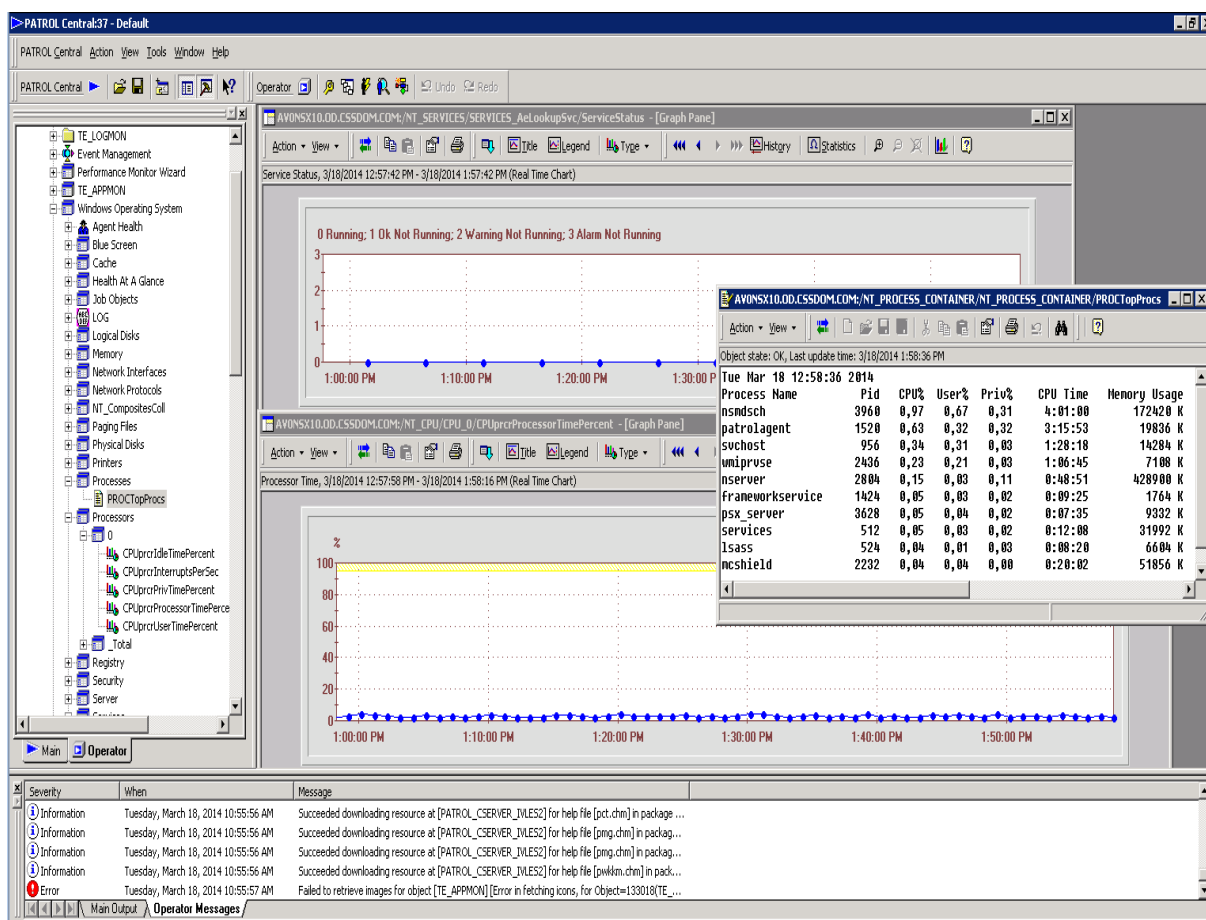 PATROL Central:37 - Default
PATROL Central Action View Tools Window Help
PATROL Central Operator Undo Redo
TE_LOGMON
Event Management
Performance Monitor Wizard
TE_APPMON
Windows Operating System
Agent Health
Blue Screen
Cache
Health At A Glance
Job Objects
LOG
Logical Disks
Memory
Network Interfaces
Network Protocols
NT_CompositesColl
Paging Files
Physical Disks
Printers
Processes
PROCTopProcs
Processors
0
CPUprcrIdleTimePercent
CPUprcrInterruptsPerSec
CPUprcrPrivTimePercent
CPUprcrProcessorTimePerce
CPUprcrUserTimePercent
_Total
Registry
Security
Server
Main Operator
AVONSX10.OD.CSSDOM.COM:/NT_SERVICES/SERVICES_AeLookupSvc/ServiceStatus - [Graph Pane]
Action View Title Legend Type History Statistics
Service Status, 3/18/2014 12:57:42 PM - 3/18/2014 1:57:42 PM (Real Time Chart)
0 Running; 1 Ok Not Running; 2 Warning Not Running; 3 Alarm Not Running
3
2
1
0
1:00:00 PM 1:10:00 PM 1:20:00 PM 1:30:00 P
AVONSX10.OD.CSSDOM.COM:/NT_CPU/CPU_0/CPUprcrProcessorTimePercent - [Graph Pane]
Action View Title Legend Type
Processor Time, 3/18/2014 12:57:58 PM - 3/18/2014 1:58:16 PM (Real Time Chart)
%
100
80
60
40
20
0
1:00:00 PM 1:10:00 PM 1:20:00 PM 1:30:00 PM 1:40:00 PM 1:50:00 PM
AVONSX10.OD.CSSDOM.COM:/NT_PROCESS_CONTAINER/NT_PROCESS_CONTAINER/PROCTopProcs
Action View
Object state: OK, Last update time: 3/18/2014 1:58:36 PM
Tue Mar 18 12:58:36 2014
Process Name Pid CPU% User% Priv% CPU Time Memory Usage
nsmdsch 3960 0,97 0,67 0,31 4:01:00 172420 K
patrolagent 1520 0,63 0,32 0,32 3:15:53 19836 K
svchost 956 0,34 0,31 0,03 1:28:18 14284 K
wmiprvse 2436 0,23 0,21 0,03 1:06:45 7108 K
nserver 2804 0,15 0,03 0,11 0:48:51 428900 K
frameworkservice 1424 0,05 0,03 0,02 0:09:25 1764 K
psx_server 3628 0,05 0,04 0,02 0:07:35 9332 K
services 512 0,05 0,03 0,02 0:12:08 31992 K
lsass 524 0,04 0,01 0,03 0:08:20 6604 K
mcshield 2232 0,04 0,04 0,00 0:20:02 51856 K
Severity When Message
Information Tuesday, March 18, 2014 10:55:56 AM Succeeded downloading resource at [PATROL_CSERVER_IVLES2] for help file [pct.chm] in package ...
Information Tuesday, March 18, 2014 10:55:56 AM Succeeded downloading resource at [PATROL_CSERVER_IVLES2] for help file [pmg.chm] in packag...
Information Tuesday, March 18, 2014 10:55:56 AM Succeeded downloading resource at [PATROL_CSERVER_IVLES2] for help file [pmg.chm] in packag...
Information Tuesday, March 18, 2014 10:55:56 AM Succeeded downloading resource at [PATROL_CSERVER_IVLES2] for help file [pwkkm.chm] in pack...
Error Tuesday, March 18, 2014 10:55:57 AM Failed to retrieve images for object [TE_APPMON] [Error in fetching icons, for Object=133018(TE_...
Main Output Operator Messages